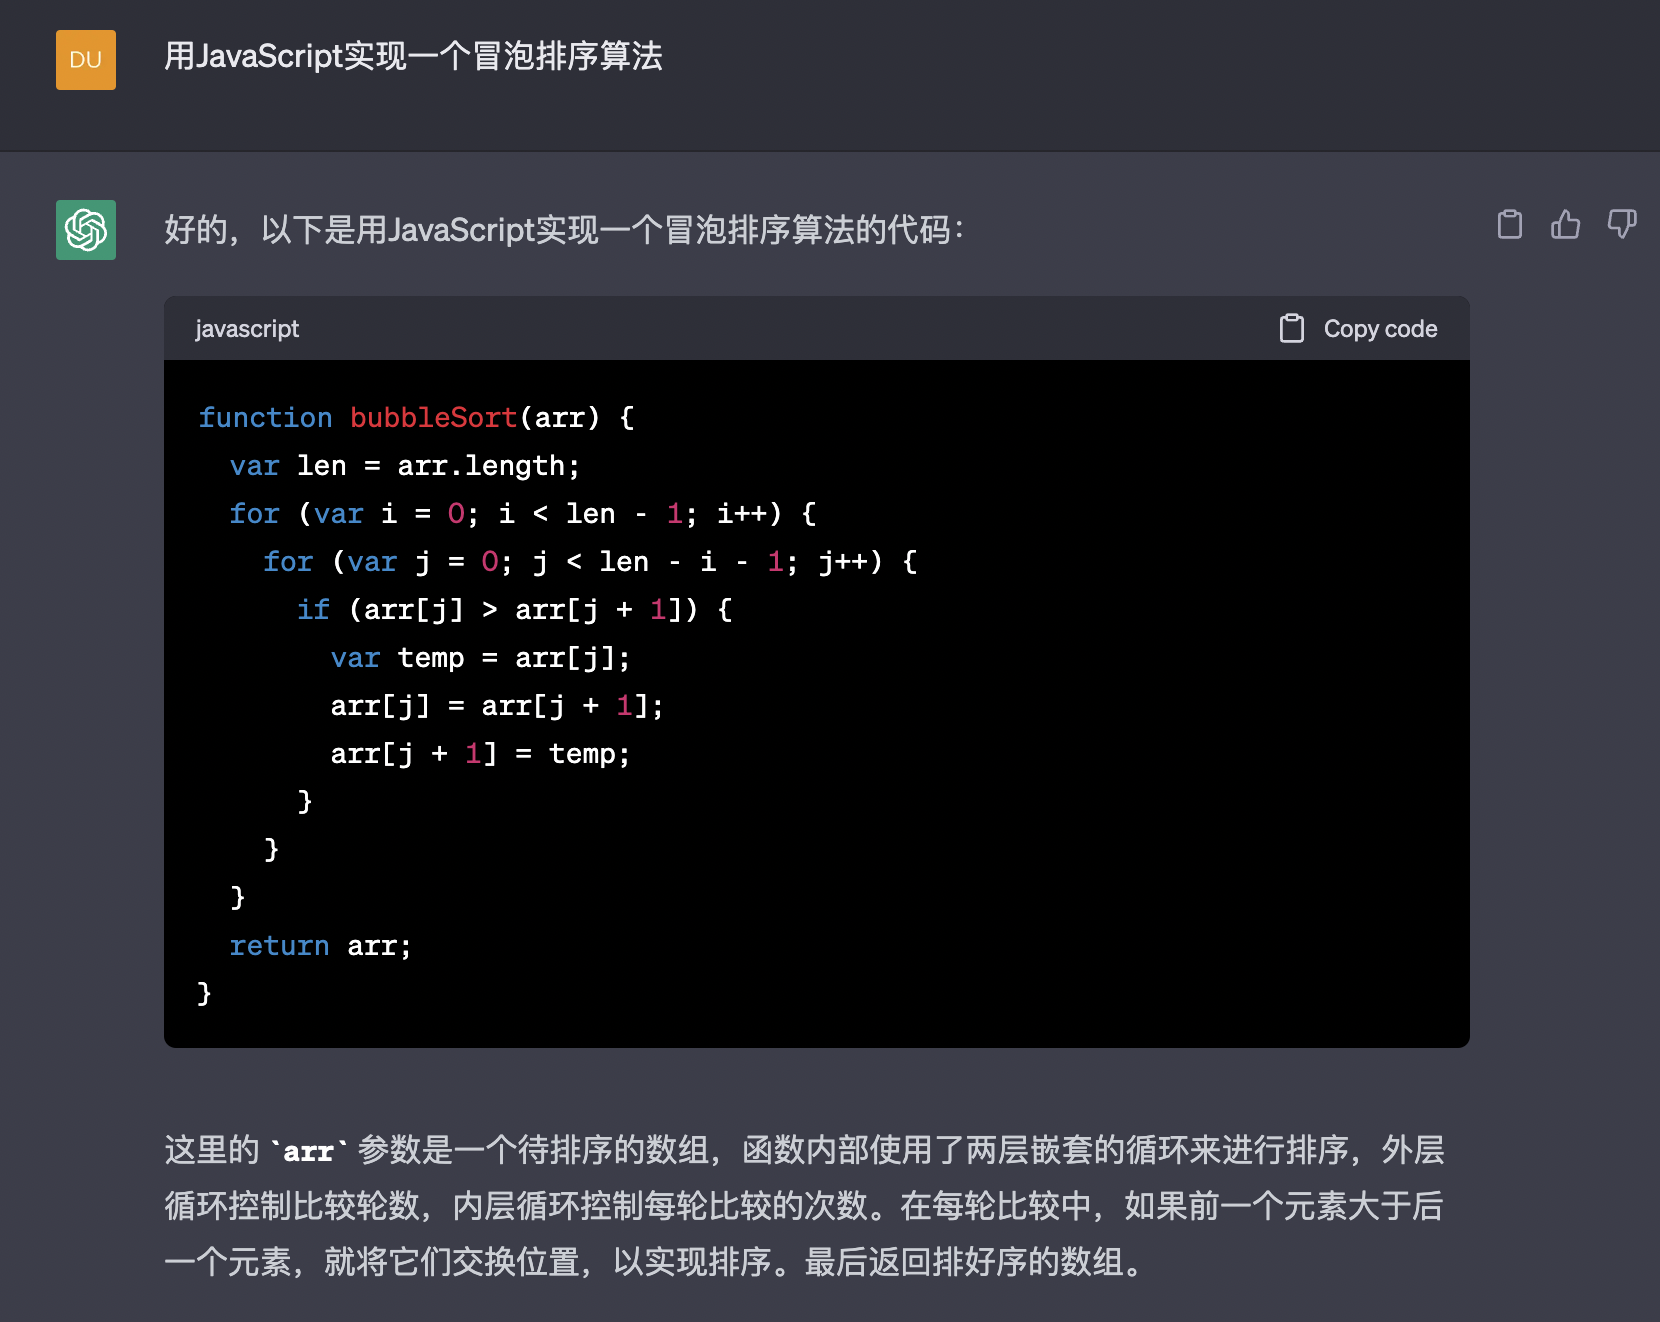 DU
用JavaScript实现一个冒泡排序算法
好的，以下是用JavaScript实现一个冒泡排序算法的代码：
javascript
Copy code
function bubbleSort(arr) {
  var len = arr.length;
  for (var i = 0; i < len - 1; i++) {
    for (var j = 0; j < len - i - 1; j++) {
      if (arr[j] > arr[j + 1]) {
        var temp = arr[j];
        arr[j] = arr[j + 1];
        arr[j + 1] = temp;
      }
    }
  }
  return arr;
}
这里的 `arr` 参数是一个待排序的数组，函数内部使用了两层嵌套的循环来进行排序，外层
循环控制比较轮数，内层循环控制每轮比较的次数。在每轮比较中，如果前一个元素大于后
一个元素，就将它们交换位置，以实现排序。最后返回排好序的数组。